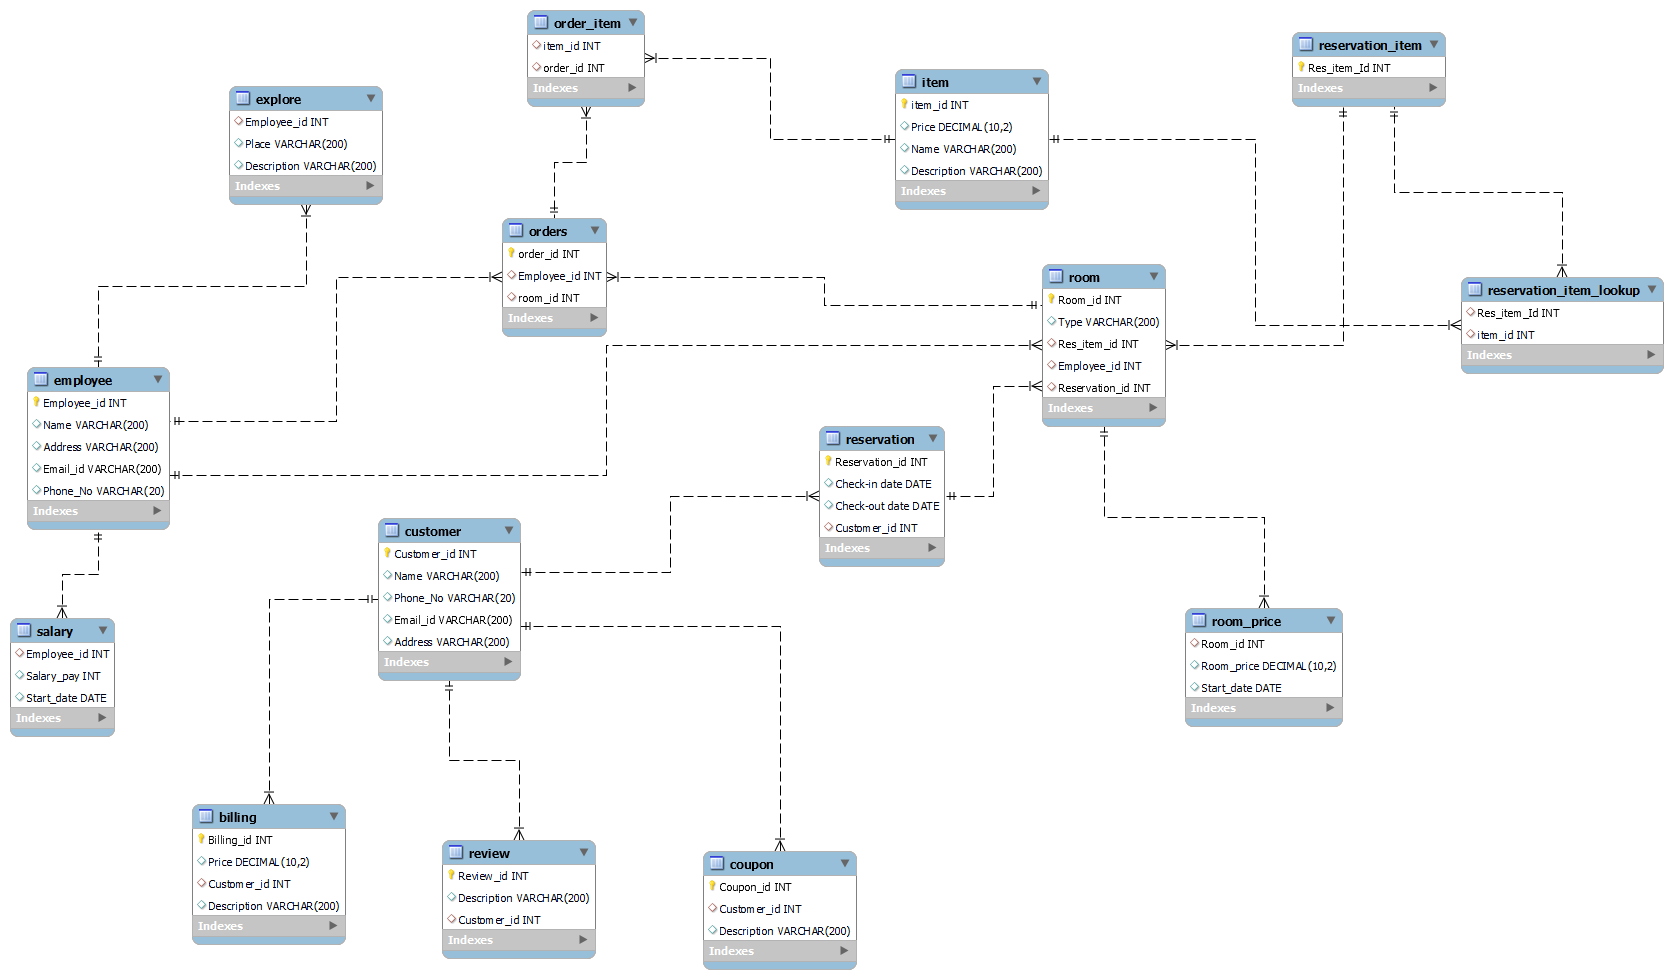 order_item
item_id INT
order_id INT
Indexes
reservation_item
Res_item_Id INT
Indexes
item
item_id INT
Price DECIMAL(10,2)
Name VARCHAR(200)
Description VARCHAR(200)
Indexes
explore
Employee_id INT
Place VARCHAR(200)
Description VARCHAR(200)
Indexes
orders
order_id INT
Employee_id INT
room_id INT
Indexes
room
Room_id INT
Type VARCHAR(200)
Res_item_id INT
Employee_id INT
Reservation_id INT
Indexes
reservation_item_lookup
Res_item_Id INT
item_id INT
Indexes
employee
Employee_id INT
Name VARCHAR(200)
Address VARCHAR(200)
Email_id VARCHAR(200)
Phone_No VARCHAR(20)
Indexes
reservation
Reservation_id INT
Check-in date DATE
Check-out date DATE
Customer_id INT
Indexes
customer
Customer_id INT
Name VARCHAR(200)
Phone_No VARCHAR(20)
Email_id VARCHAR(200)
Address VARCHAR(200)
Indexes
salary
Employee_id INT
Salary_pay INT
Start_date DATE
Indexes
room_price
Room_id INT
Room_price DECIMAL(10,2)
Start_date DATE
Indexes
billing
Billing_id INT
Price DECIMAL(10,2)
Customer_id INT
Description VARCHAR(200)
Indexes
review
Review_id INT
Description VARCHAR(200)
Customer_id INT
Indexes
coupon
Coupon_id INT
Customer_id INT
Description VARCHAR(200)
Indexes